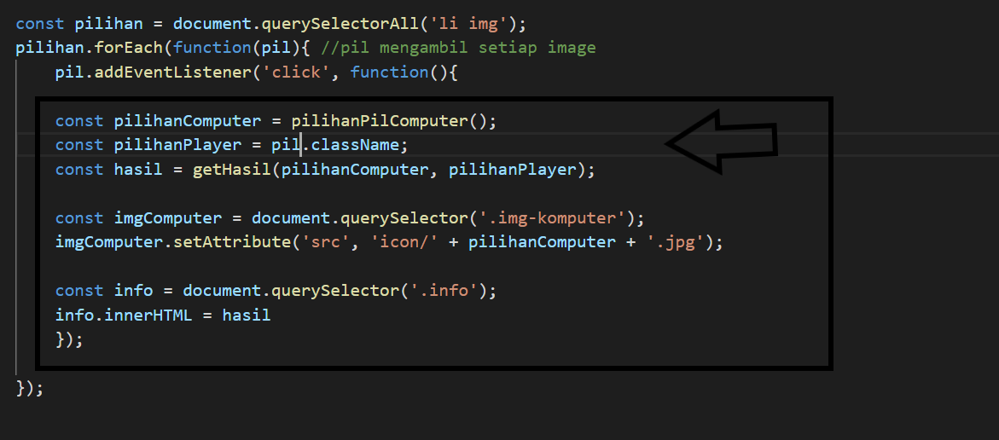 const pilihan = document.querySelectorAll('li img');
pilihan.forEach(function(pil){ //pil mengambil setiap image
pil.addEventListener('click', function(){
const pilihanComputer = pilihanPilComputer();
const pilihanPlayer = pil.className;
const hasil = getHasil(pilihanComputer, pilihanPlayer);
const imgComputer = document.querySelector('.img-komputer');
imgComputer.setAttribute('src', 'icon/' + pilihanComputer + '.jpg');
const info = document.querySelector('.info');
info.innerHTML = hasil
});
});